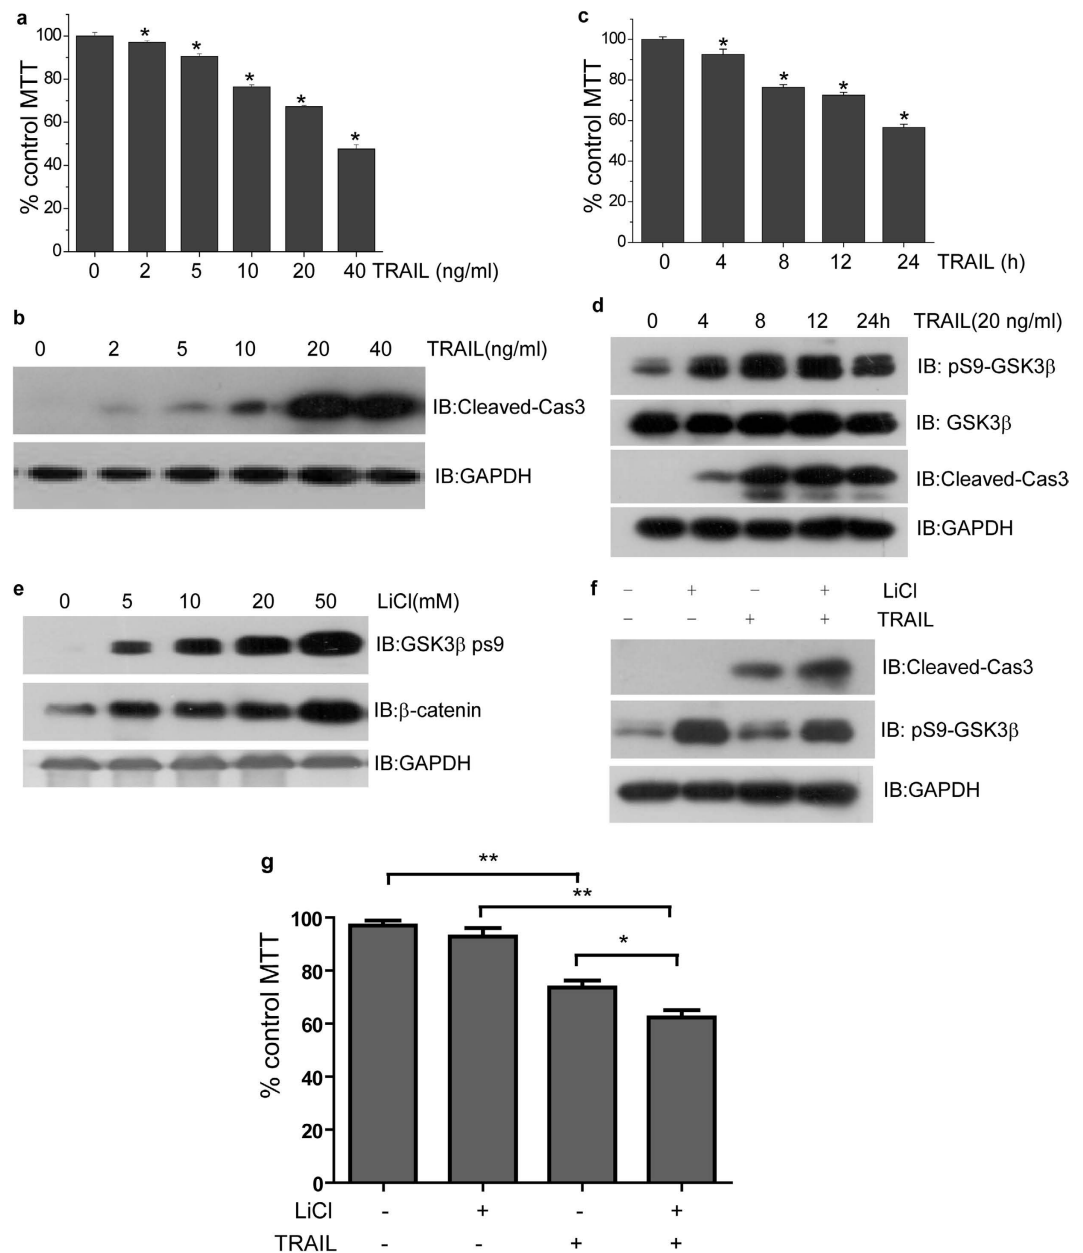 a
% control MTT
100
80
60
40
20
0
* * * * *
0 2 5 10 20 40 TRAIL (ng/ml)
c
% control MTT
100
80
60
40
20
0
* * * *
0 4 8 12 24 TRAIL (h)
b
0 2 5 10 20 40 TRAIL(ng/ml)
IB:Cleaved-Cas3
IB:GAPDH
d
0 4 8 12 24h TRAIL(20 ng/ml)
IB: pS9-GSK3β
IB: GSK3β
IB:Cleaved-Cas3
IB:GAPDH
e
0 5 10 20 50 LiCl(mM)
IB:GSK3β ps9
IB:β-catenin
IB:GAPDH
f
− + − + LiCl
− − + + TRAIL
IB:Cleaved-Cas3
IB: pS9-GSK3β
IB:GAPDH
g
**
**
*
% control MTT
100
80
60
40
20
0
LiCl - + - +
TRAIL - - + +